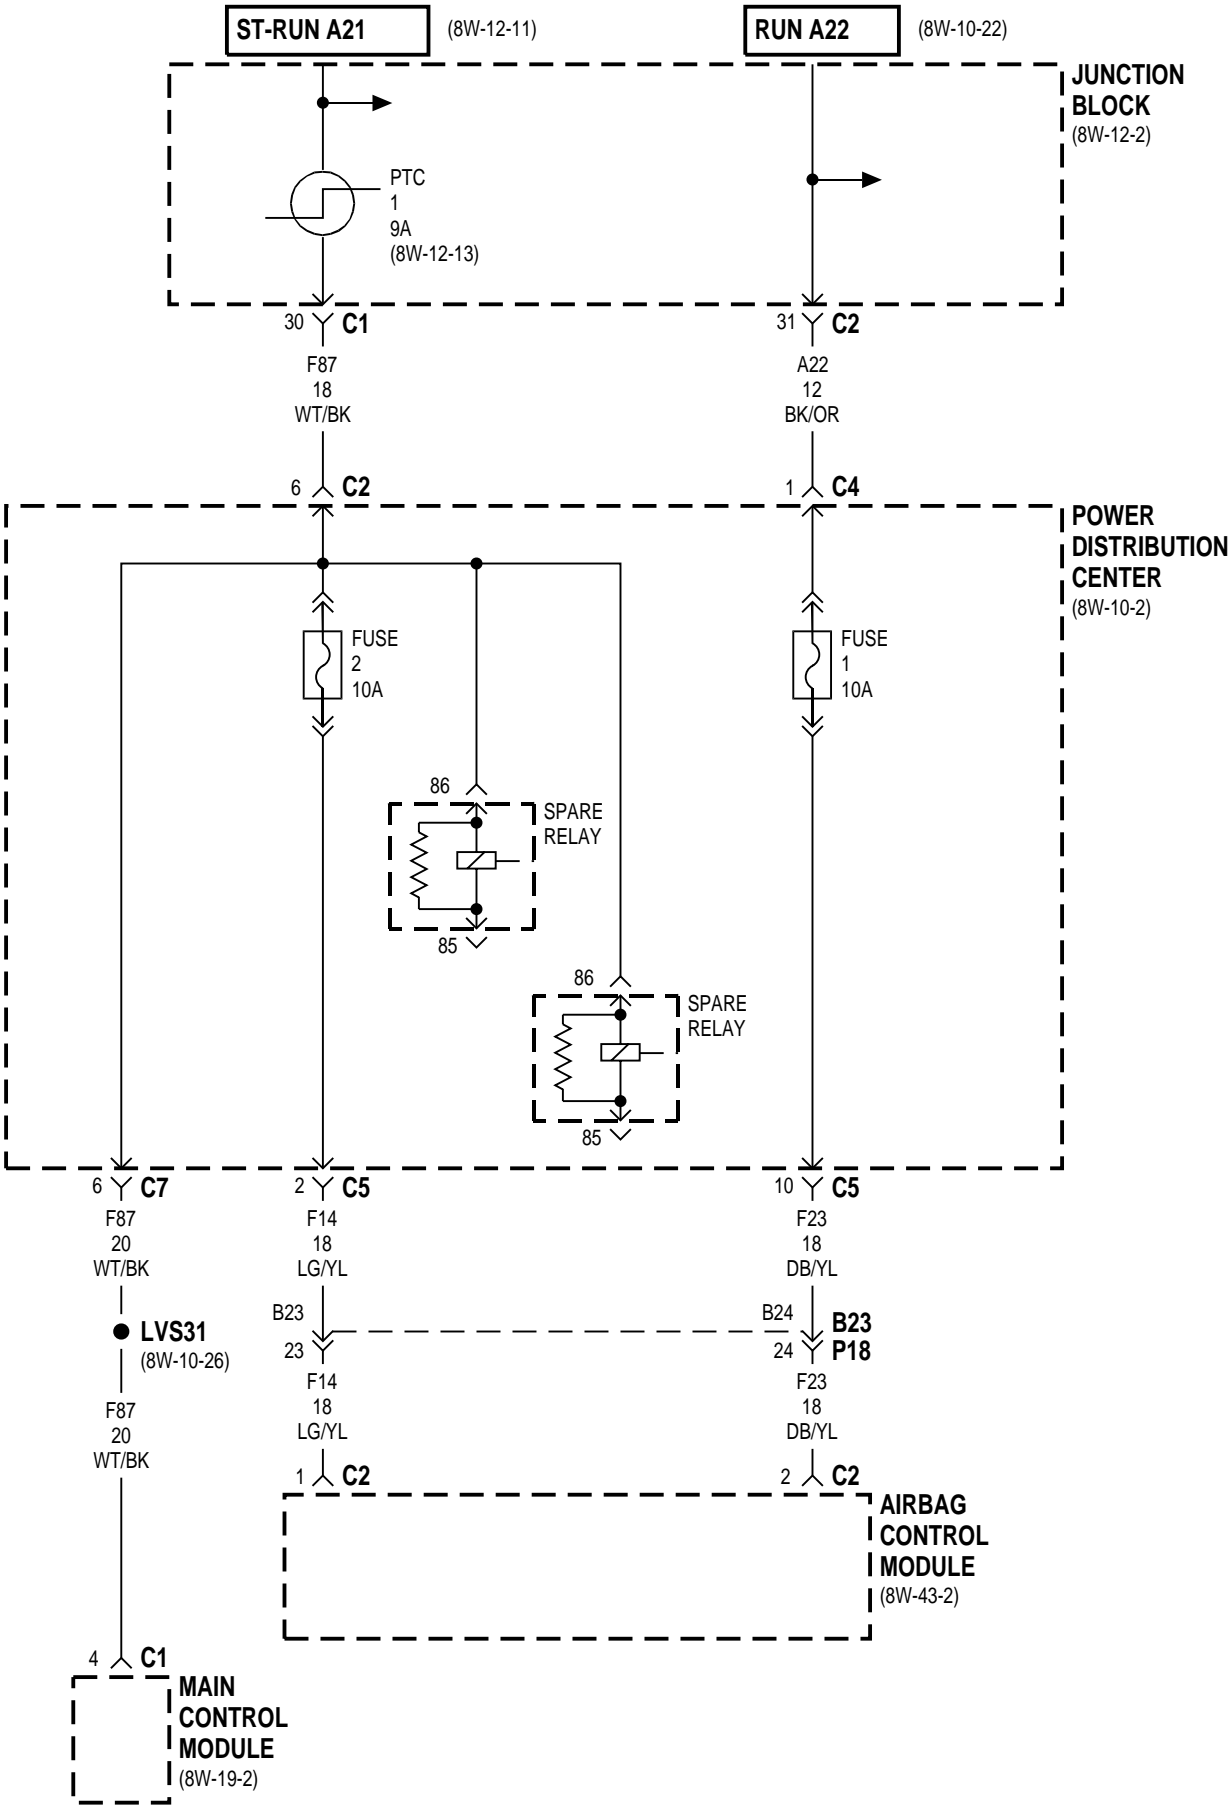 ST-RUN A21 (8W-12-11) RUN A22 (8W-10-22)
JUNCTION
BLOCK
(8W-12-2)
PTC
1
9A
(8W-12-13)
30 C1 31 C2
F87 A22
18 12
WT/BK BK/OR
6 C2 1 C4
POWER
DISTRIBUTION
CENTER
(8W-10-2)
FUSE FUSE
2 1
10A 10A
86
SPARE
RELAY
85
86
SPARE
RELAY
85
6 C7 2 C5 10 C5
F87 F14 F23
20 18 18
WT/BK LG/YL DB/YL
B23 B24 B23
LVS31 23 24 P18
(8W-10-26)
F14 F23
18 18
LG/YL DB/YL
F87
20
WT/BK
1 C2 2 C2
AIRBAG
CONTROL
MODULE
(8W-43-2)
4 C1
MAIN
CONTROL
MODULE
(8W-19-2)